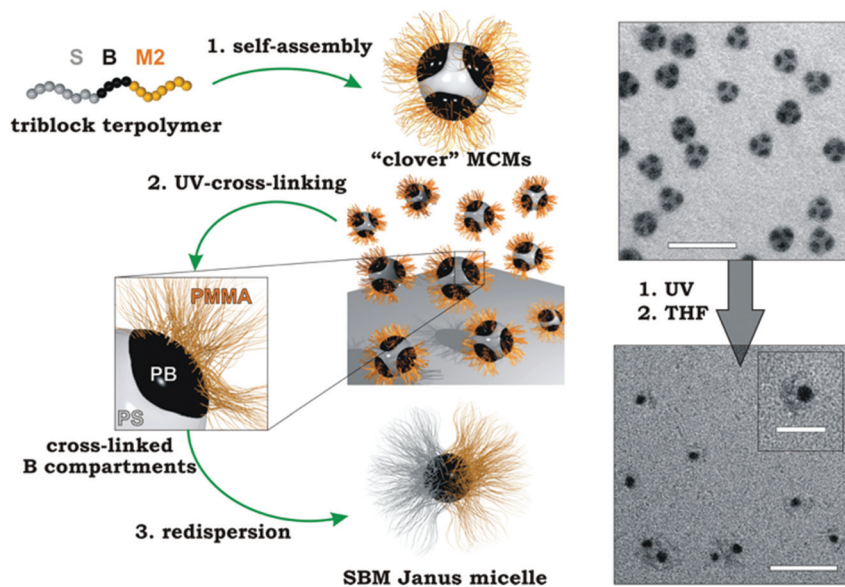 S B M2
triblock terpolymer
1. self-assembly
"clover" MCMs
2. UV-cross-linking
PMMA
PB
PS
cross-linked
B compartments
3. redispersion
SBM Janus micelle
1. UV
2. THF